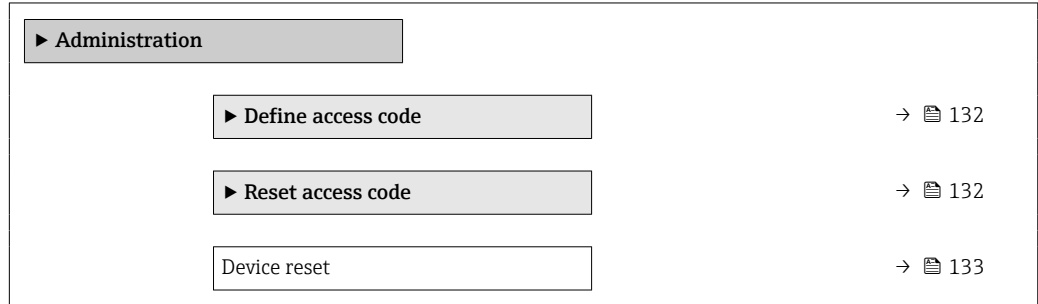 ▶ Administration
▶ Define access code → 132
▶ Reset access code → 132
Device reset → 133